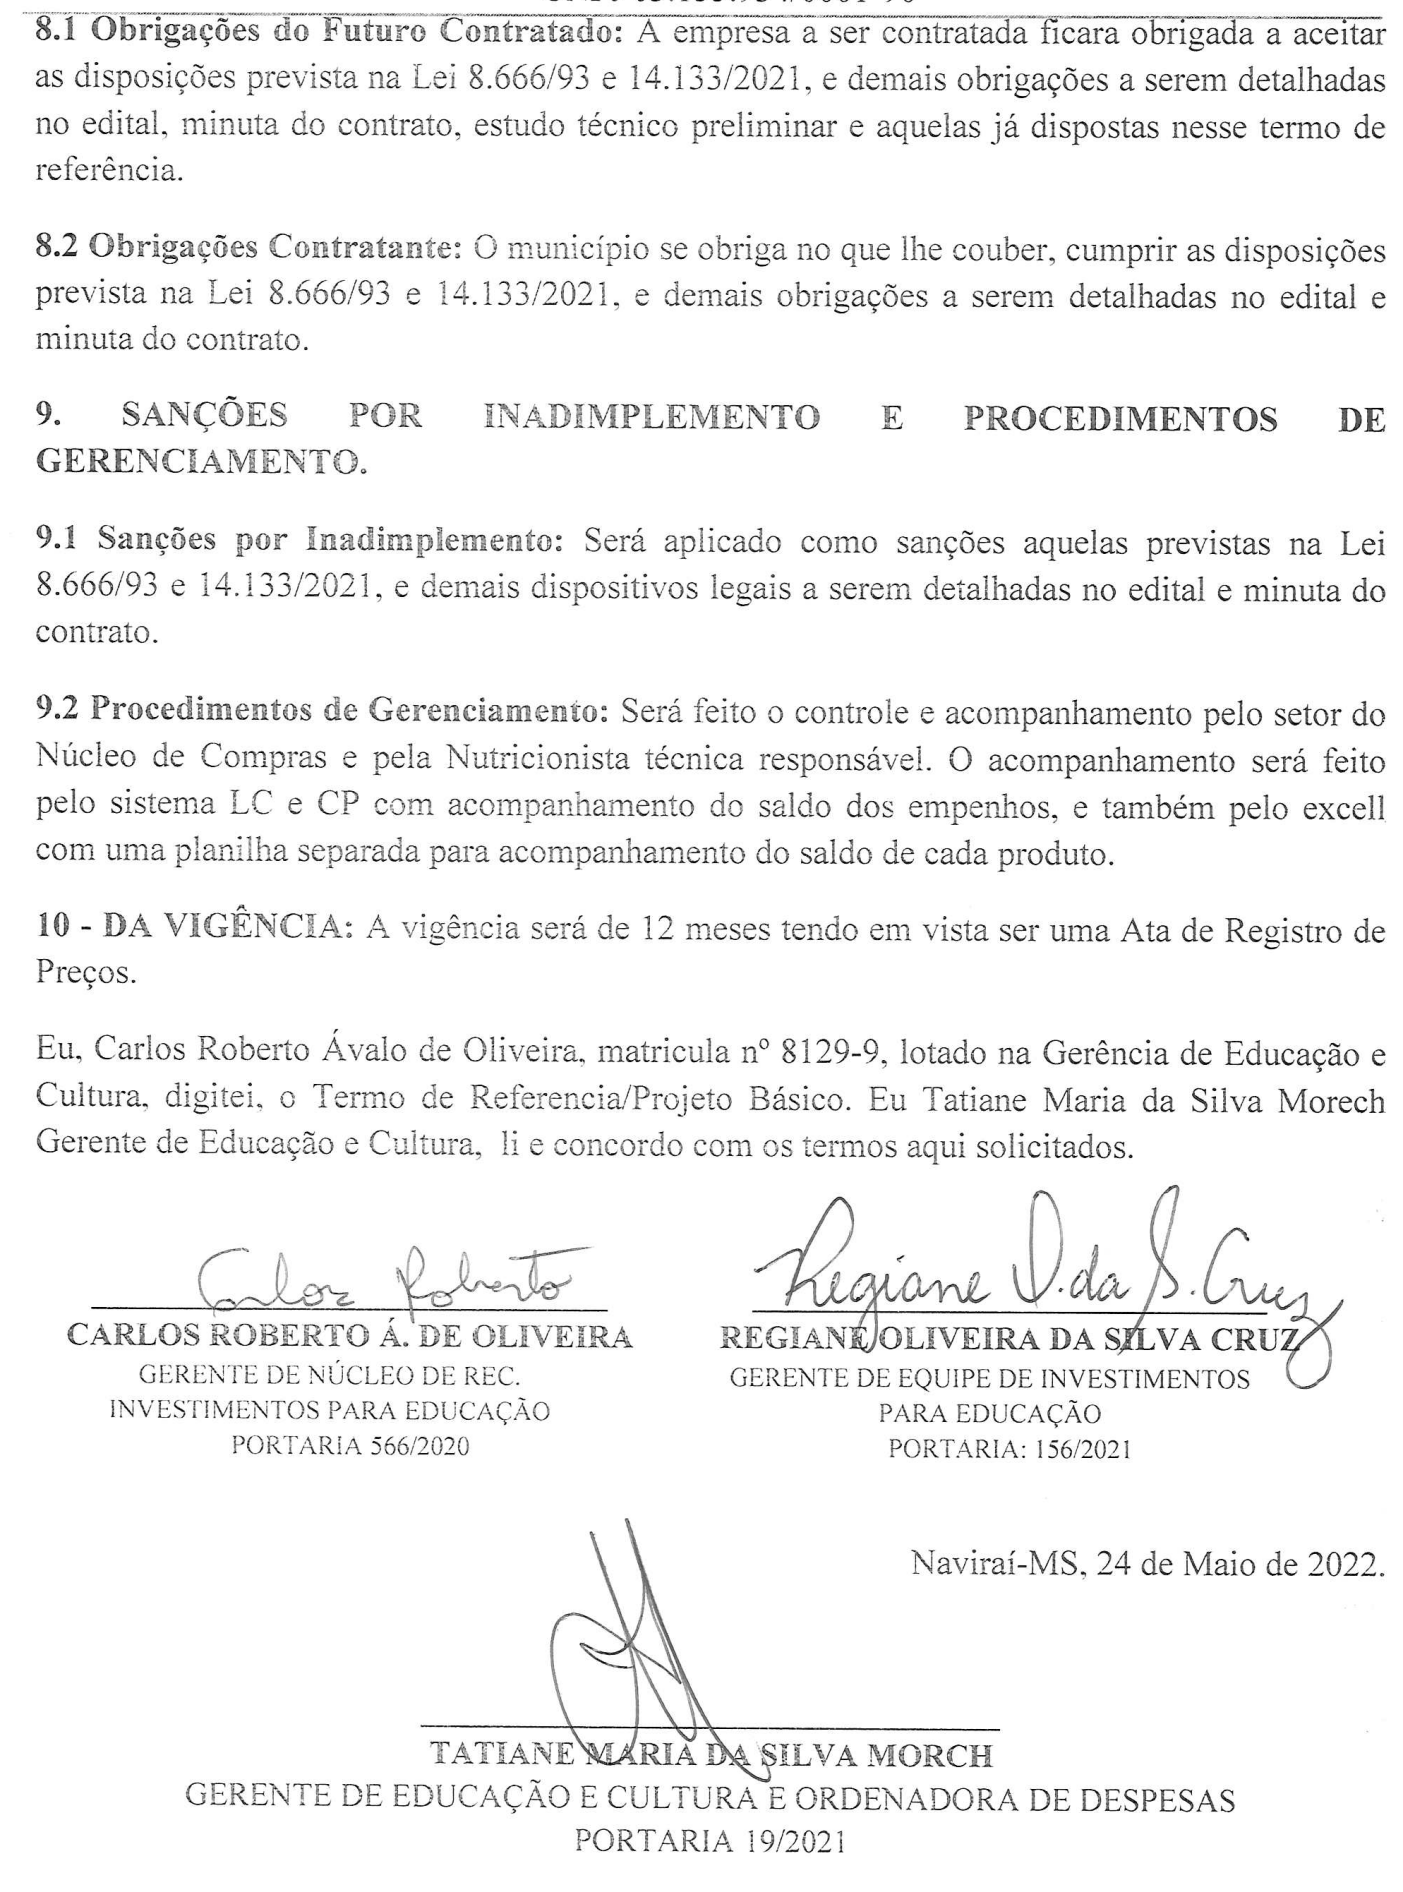 8.1 Obrigações do Futuro Contratado: A empresa a ser contratada ficara obrigada a aceitar
as disposições prevista na Lei 8.666/93 e 14.133/2021, e demais obrigações a serem detalhadas
no edital, minuta do contrato, estudo técnico preliminar e aquelas já dispostas nesse termo de
referência.
8.2 Obrigações Contratante: O município se obriga no que lhe couber, cumprir as disposições
prevista na Lei 8.666/93 e 14.133/2021, e demais obrigações a serem detalhadas no edital e
minuta do contrato.
9. SANÇÕES POR INADIMPLEMENTO E PROCEDIMENTOS DE
GERENCIAMENTO.
9.1 Sanções por Inadimplemento: Será aplicado como sanções aquelas previstas na Lei
8.666/93 e 14.133/2021, e demais dispositivos legais a serem detalhadas no edital e minuta do
contrato.
9.2 Procedimentos de Gerenciamento: Será feito o controle e acompanhamento pelo setor do
Núcleo de Compras e pela Nutricionista técnica responsável. O acompanhamento será feito
pelo sistema LC e CP com acompanhamento do saldo dos empenhos, e também pelo excell
com uma planilha separada para acompanhamento do saldo de cada produto.
10 - DA VIGÊNCIA: A vigência será de 12 meses tendo em vista ser uma Ata de Registro de
Preços.
Eu, Carlos Roberto Ávalo de Oliveira, matricula nº 8129-9, lotado na Gerência de Educação e
Cultura, digitei, o Termo de Referencia/Projeto Básico. Eu Tatiane Maria da Silva Morech
Gerente de Educação e Cultura, li e concordo com os termos aqui solicitados.
Carlos Roberto
CARLOS ROBERTO Á. DE OLIVEIRA
GERENTE DE NÚCLEO DE REC.
INVESTIMENTOS PARA EDUCAÇÃO
PORTARIA 566/2020
Regiane O. da S. Cruz
REGIANE OLIVEIRA DA SILVA CRUZ
GERENTE DE EQUIPE DE INVESTIMENTOS
PARA EDUCAÇÃO
PORTARIA: 156/2021
Naviraí-MS, 24 de Maio de 2022.
TATIANE MARIA DA SILVA MORCH
GERENTE DE EDUCAÇÃO E CULTURA E ORDENADORA DE DESPESAS
PORTARIA 19/2021